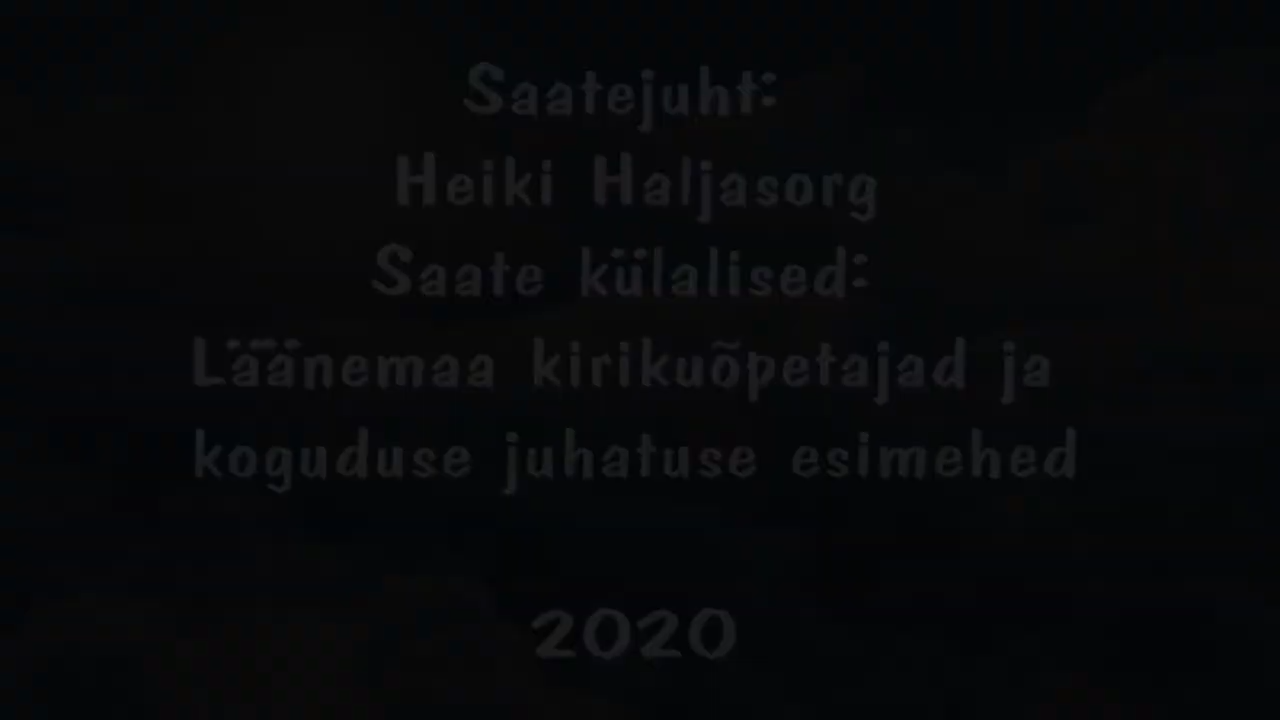 Saatejuht:
Heiki Haljasorg
Saate külalised:
Läänemaa kirikuõpetajad ja
koguduse juhatuse esimehed
2020